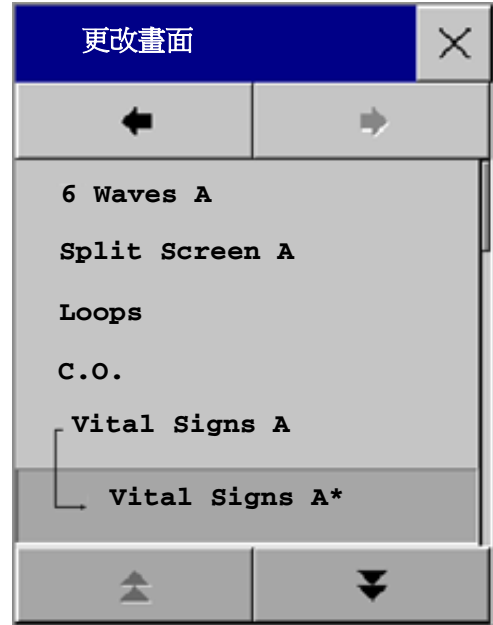 更改畫面
6 Waves A
Split Screen A
Loops
C.O.
Vital Signs A
Vital Signs A*